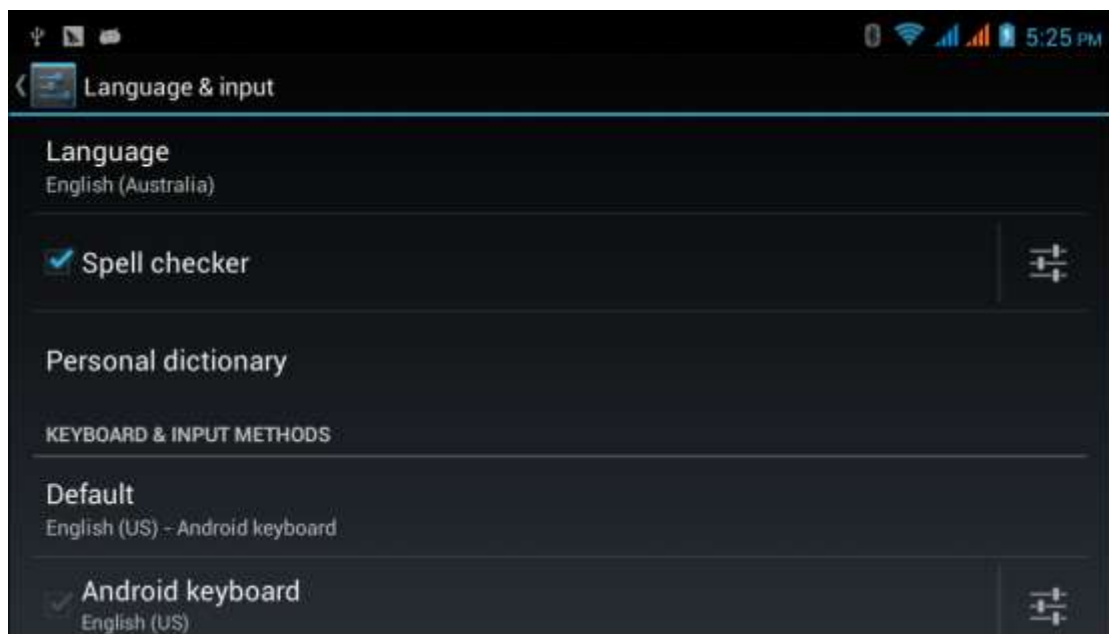 5:25 PM
Language & input
Language
English (Australia)
Spell checker
Personal dictionary
KEYBOARD & INPUT METHODS
Default
English (US) - Android keyboard
Android keyboard
English (US)